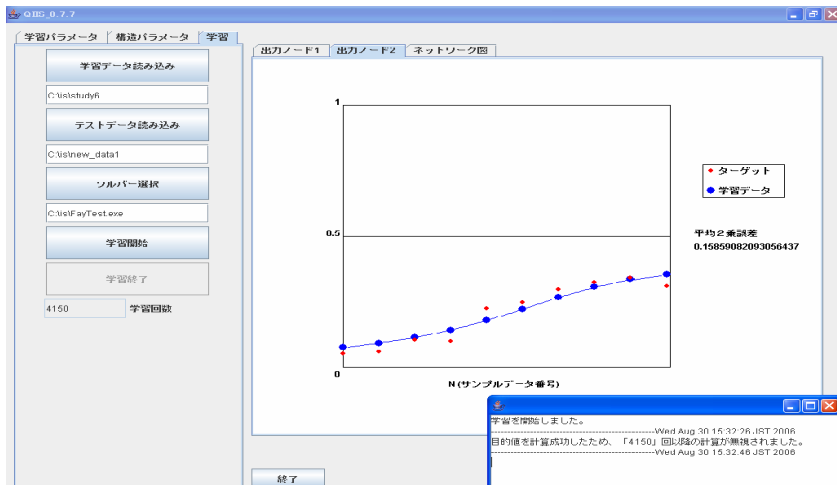 QIIS_0.7.7
学習パラメータ 構造パラメータ 学習
学習データ読み込み
C:\is\study6
テストデータ読み込み
C:\is\new_data1
ソルバー選択
C:\is\FayTest.exe
学習開始
学習終了
4150 学習回数
出力ノード1 出力ノード2 ネットワーク図
1
0.5
0
N(サンプルデータ番号)
ターゲット
学習データ
平均2乗誤差
0.15859082093056437
終了
学習を開始しました。
----Wed Aug 30 15:32:26 JST 2006
目的値を計算成功したため、「4150」回以降の計算が無視されました。
----Wed Aug 30 15:32:46 JST 2006